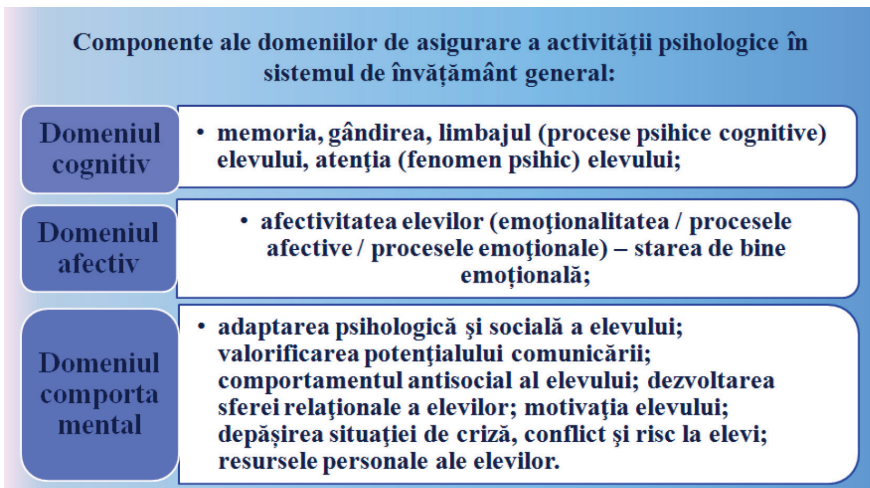 Componente ale domeniilor de asigurare a activității psihologice în
sistemul de învățământ general:
Domeniul
cognitiv
• memoria, gândirea, limbajul (procese psihice cognitive)
elevului, atenţia (fenomen psihic) elevului;
Domeniul
afectiv
• afectivitatea elevilor (emoţionalitatea / procesele
afective / procesele emoţionale) – starea de bine
emoțională;
Domeniul
comporta
mental
• adaptarea psihologică şi socială a elevului;
valorificarea potenţialului comunicării;
comportamentul antisocial al elevului; dezvoltarea
sferei relaţionale a elevilor; motivaţia elevului;
depășirea situaţiei de criză, conflict şi risc la elevi;
resursele personale ale elevilor.